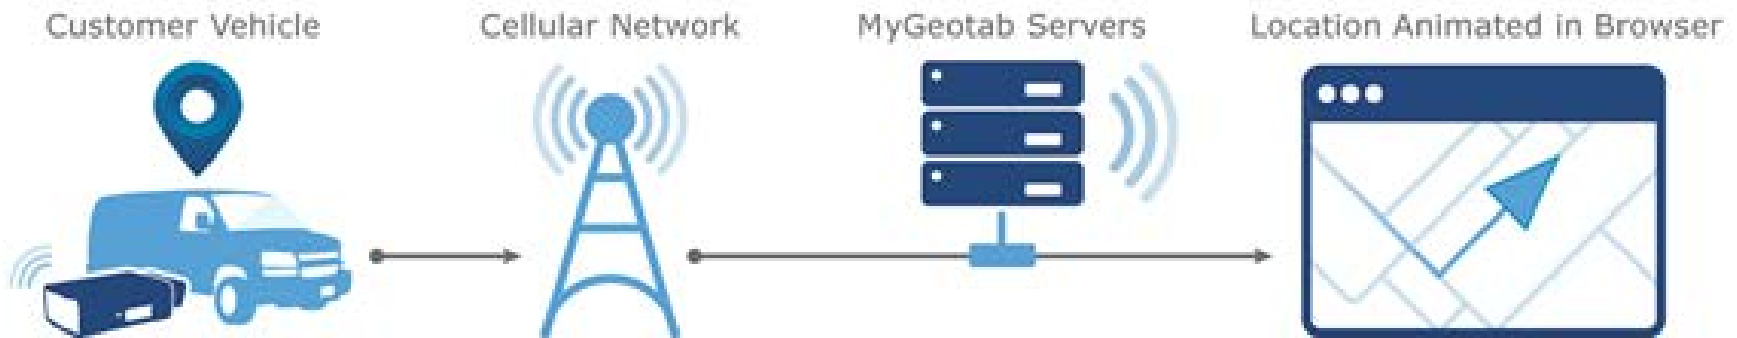 Customer Vehicle
Cellular Network
MyGeotab Servers
Location Animated in Browser